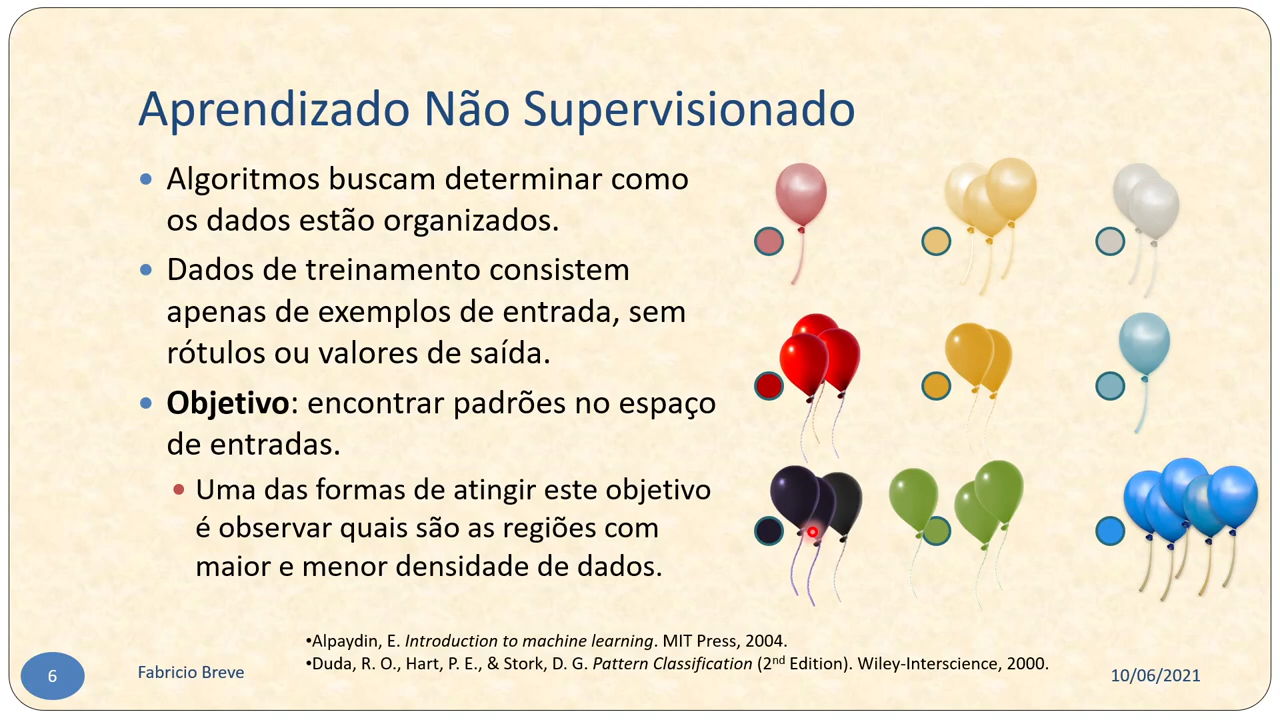 Aprendizado Não Supervisionado
• Algoritmos buscam determinar como
os dados estão organizados.
• Dados de treinamento consistem
apenas de exemplos de entrada, sem
rótulos ou valores de saída.
• Objetivo: encontrar padrões no espaço
de entradas.
• Uma das formas de atingir este objetivo
é observar quais são as regiões com
maior e menor densidade de dados.
•Alpaydin, E. Introduction to machine learning. MIT Press, 2004.
•Duda, R. O., Hart, P. E., & Stork, D. G. Pattern Classification (2nd Edition). Wiley-Interscience, 2000.
6
Fabricio Breve
10/06/2021